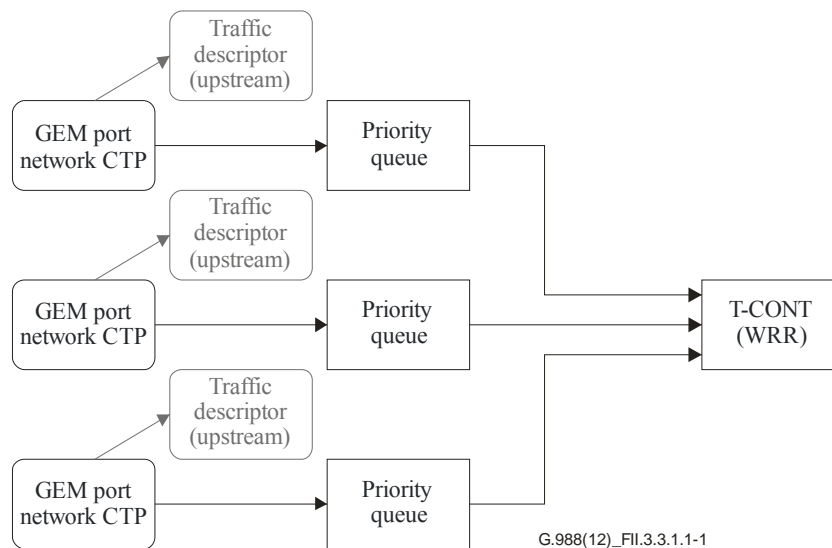 Traffic
descriptor
(upstream)
GEM port
network CTP
Priority
queue
Traffic
descriptor
(upstream)
GEM port
network CTP
Priority
queue
T-CONT
(WRR)
Traffic
descriptor
(upstream)
GEM port
network CTP
Priority
queue
G.988(12)_FII.3.3.1.1-1